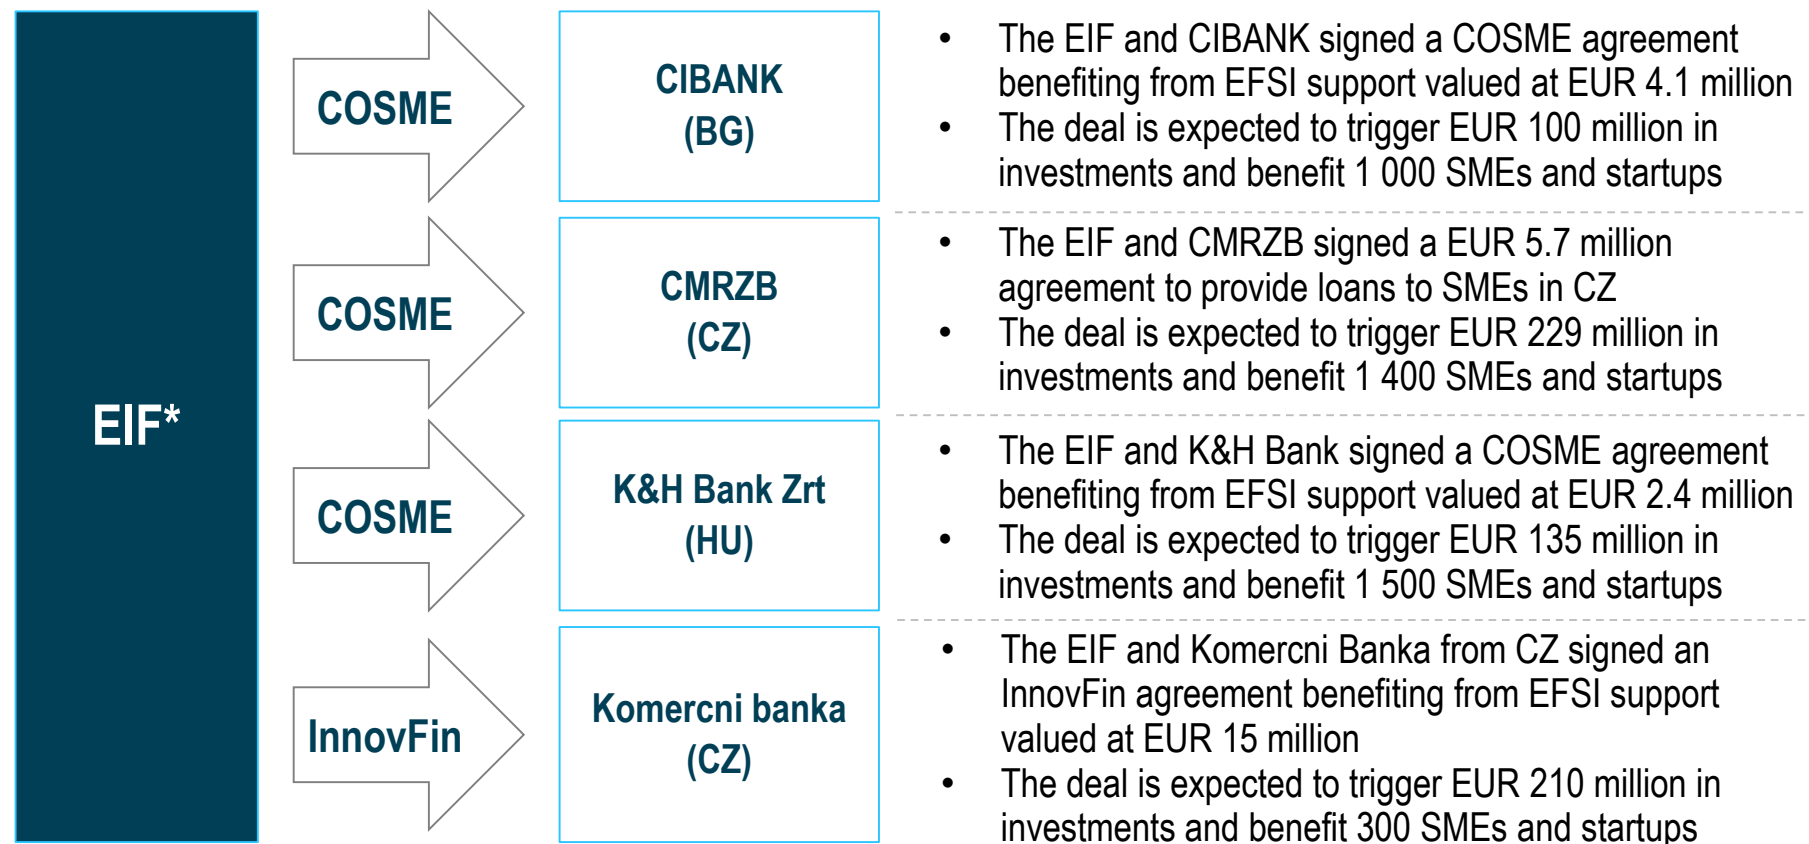 EIF*
COSME
CIBANK
(BG)
• The EIF and CIBANK signed a COSME agreement
benefiting from EFSI support valued at EUR 4.1 million
• The deal is expected to trigger EUR 100 million in
investments and benefit 1 000 SMEs and startups
COSME
CMRZB
(CZ)
• The EIF and CMRZB signed a EUR 5.7 million
agreement to provide loans to SMEs in CZ
• The deal is expected to trigger EUR 229 million in
investments and benefit 1 400 SMEs and startups
COSME
K&H Bank Zrt
(HU)
• The EIF and K&H Bank signed a COSME agreement
benefiting from EFSI support valued at EUR 2.4 million
• The deal is expected to trigger EUR 135 million in
investments and benefit 1 500 SMEs and startups
InnovFin
Komercni banka
(CZ)
• The EIF and Komercni Banka from CZ signed an
InnovFin agreement benefiting from EFSI support
valued at EUR 15 million
• The deal is expected to trigger EUR 210 million in
investments and benefit 300 SMEs and startups